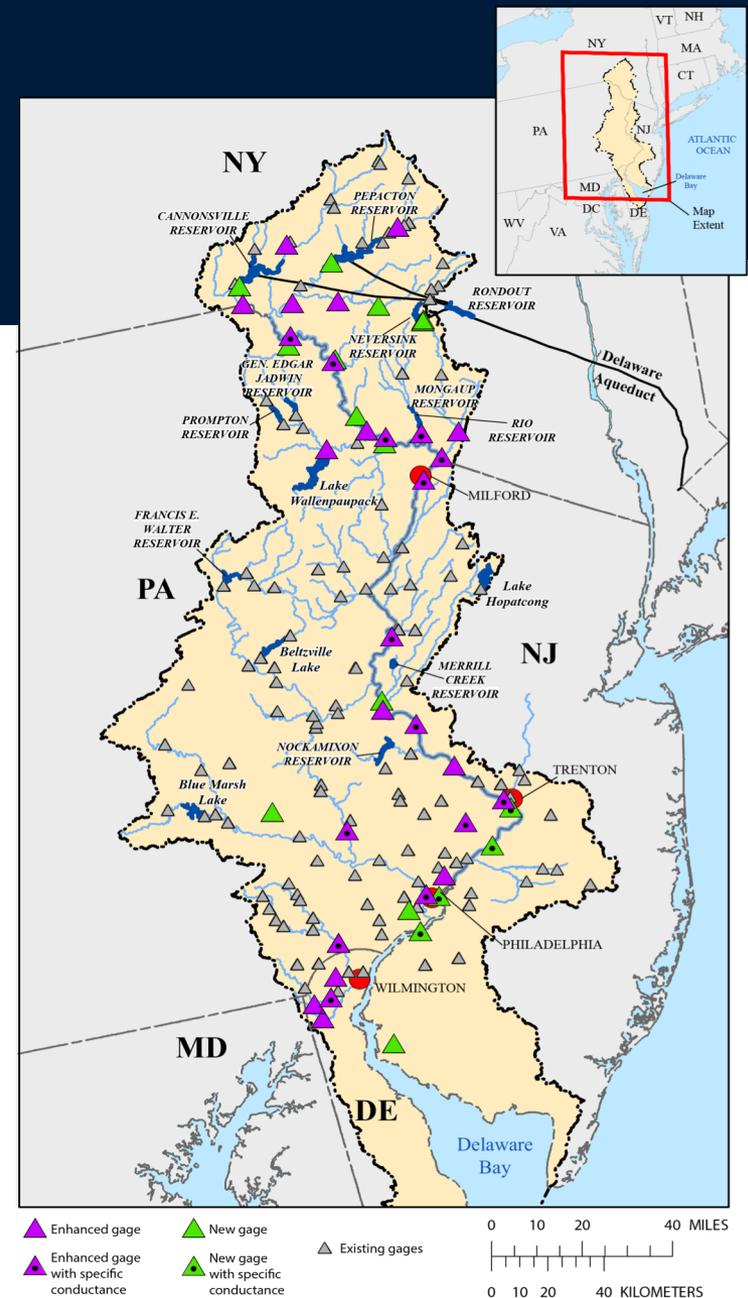 VT
NH
NY
MA
CT
PA
NJ
ATLANTIC
OCEAN
Delaware
Bay
MD
DC
DE
WV
VA
Map
Extent
NY
PEPACTON
RESERVOIR
CANNONSVILLE
RESERVOIR
RONDOUT
RESERVOIR
NEVERSINK
RESERVOIR
Delaware
Aqueduct
GEN. EDGAR
JADWIN
RESERVOIR
MONGAUP
RESERVOIR
PROMPTON
RESERVOIR
RIO
RESERVOIR
Lake
Wallenpaupack
MILFORD
FRANCIS E.
WALTER
RESERVOIR
PA
Lake
Hopatcong
Beltzville
Lake
NJ
MERRILL
CREEK
RESERVOIR
NOCKAMIXON
RESERVOIR
TRENTON
Blue Marsh
Lake
PHILADELPHIA
WILMINGTON
MD
DE
Delaware
Bay
Enhanced gage
New gage
Existing gages
Enhanced gage
with specific
conductance
New gage
with specific
conductance
0 10 20 40 MILES
0 10 20 40 KILOMETERS